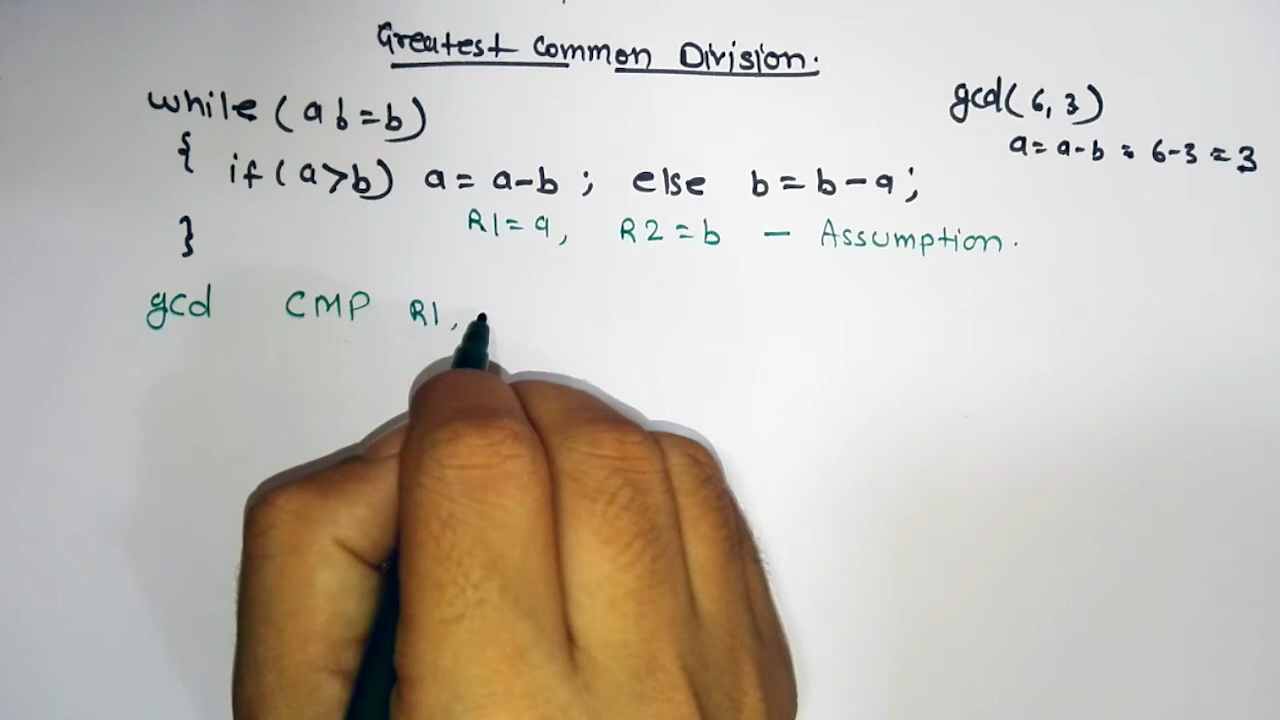 Greatest Common Division.
while (a b=b)
{ if (a>b) a = a-b ; else b = b-a ;
}
R1 = a, R2 = b - Assumption.
gcd CMP R1,
gcd(6,3)
a = a-b = 6-3 = 3